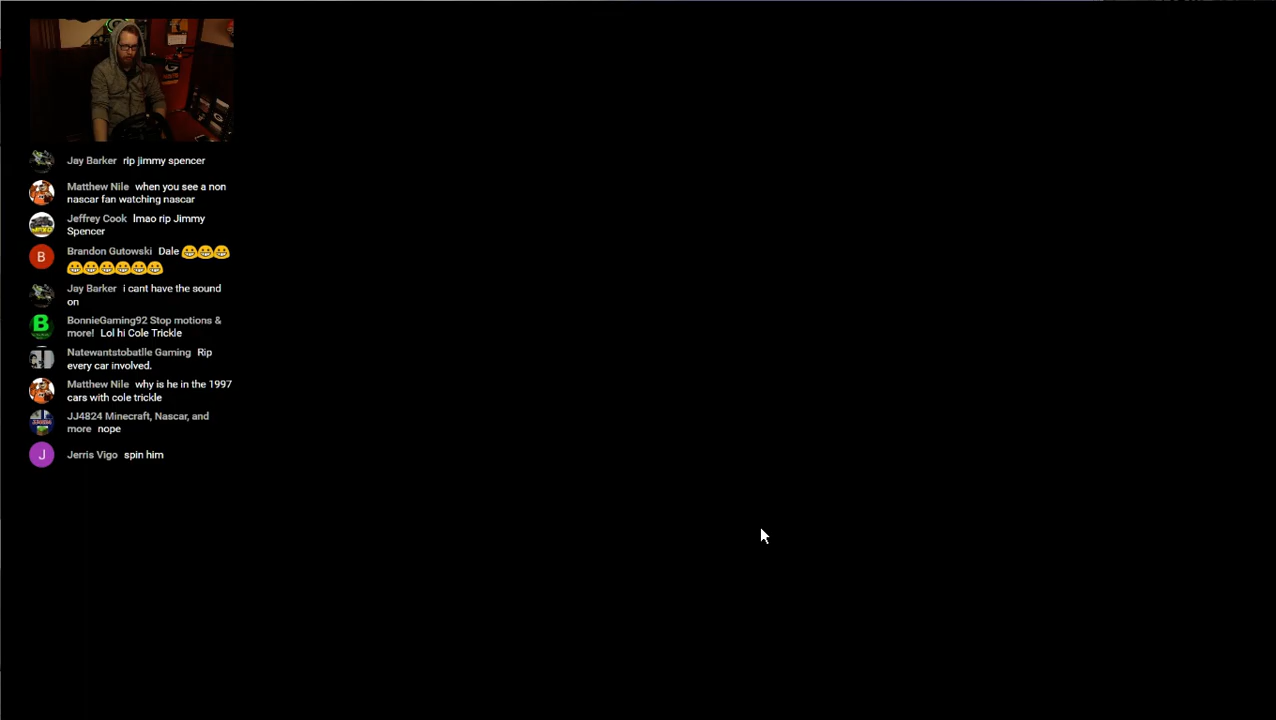 Jay Barker rip jimmy spencer
Matthew Nile when you see a non
nascar fan watching nascar
Jeffrey Cook lmao rip Jimmy
Spencer
Brandon Gutowski Dale 😀😀😀
😀😀😀😀😀😀
B
Jay Barker i cant have the sound
on
BonnieGaming92 Stop motions &
more! Lol hi Cole Trickle
B
Natewantstobatlle Gaming Rip
every car involved.
Matthew Nile why is he in the 1997
cars with cole trickle
JJ4824 Minecraft, Nascar, and
more nope
J Jerris Vigo spin him